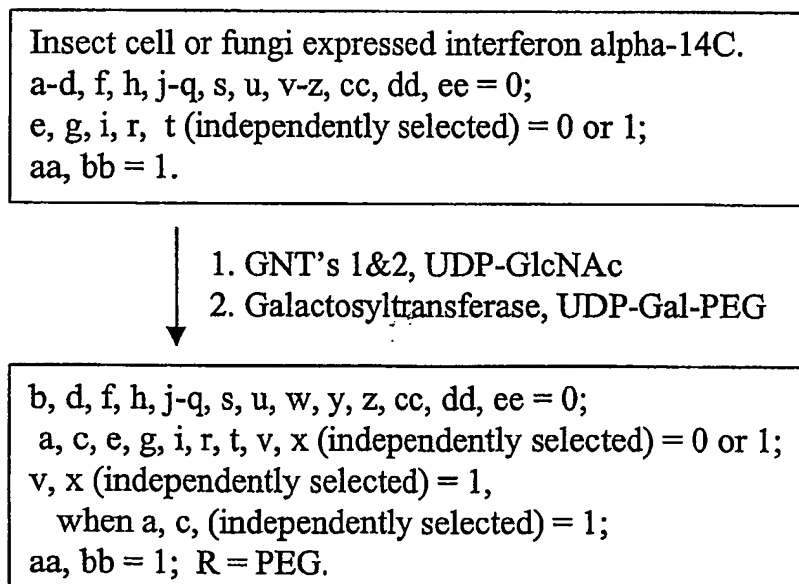 Insect cell or fungi expressed interferon alpha-14C.
a-d, f, h, j-q, s, u, v-z, cc, dd, ee = 0;
e, g, i, r, t (independently selected) = 0 or 1;
aa, bb = 1.
1. GNT's 1&2, UDP-GlcNAc
2. Galactosyltransferase, UDP-Gal-PEG
b, d, f, h, j-q, s, u, w, y, z, cc, dd, ee = 0;
a, c, e, g, i, r, t, v, x (independently selected) = 0 or 1;
v, x (independently selected) = 1,
when a, c, (independently selected) = 1;
aa, bb = 1; R = PEG.